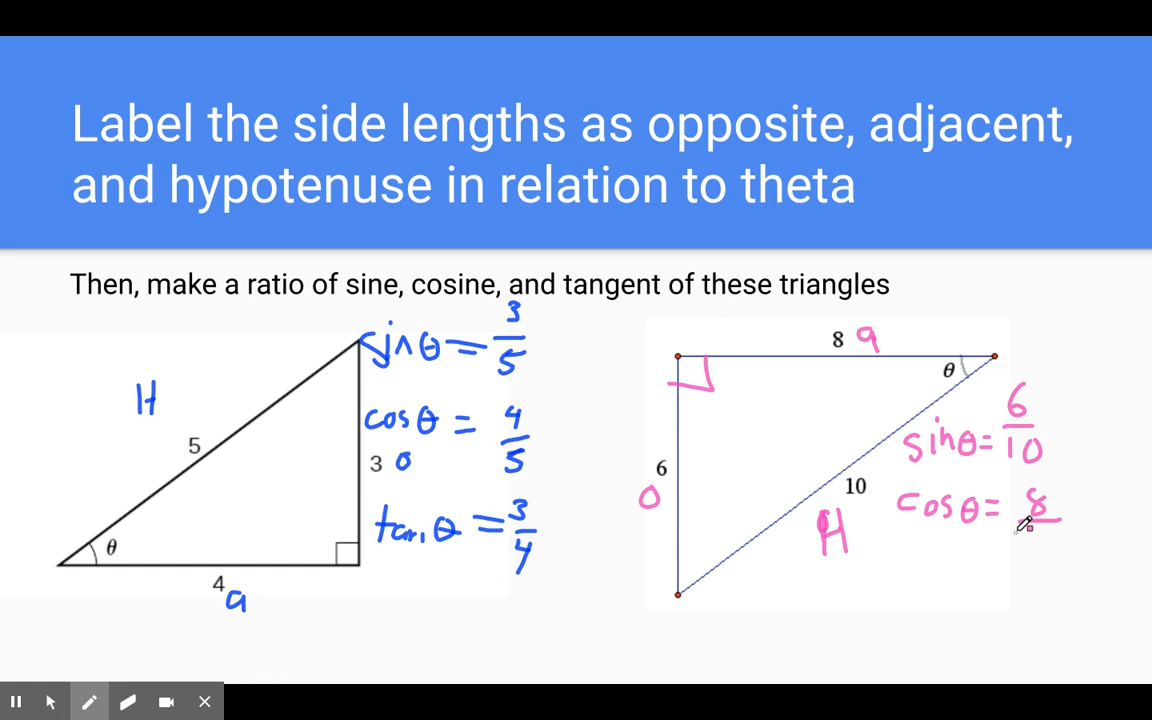 Label the side lengths as opposite, adjacent,
and hypotenuse in relation to theta
Then, make a ratio of sine, cosine, and tangent of these triangles
H
5
θ
4 a
3 o
sin θ = 3/5
cos θ = 4/5
tan θ = 3/4
8 a
θ
6
O
10
H
sin θ = 6/10
cos θ = 8/